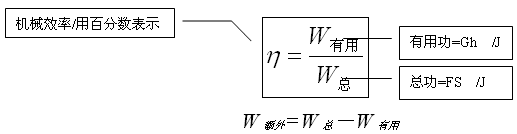 机械效率/用百分数表示
η = W有用 / W总
有用功=Gh /J
总功=FS /J
W额外=W总－W有用